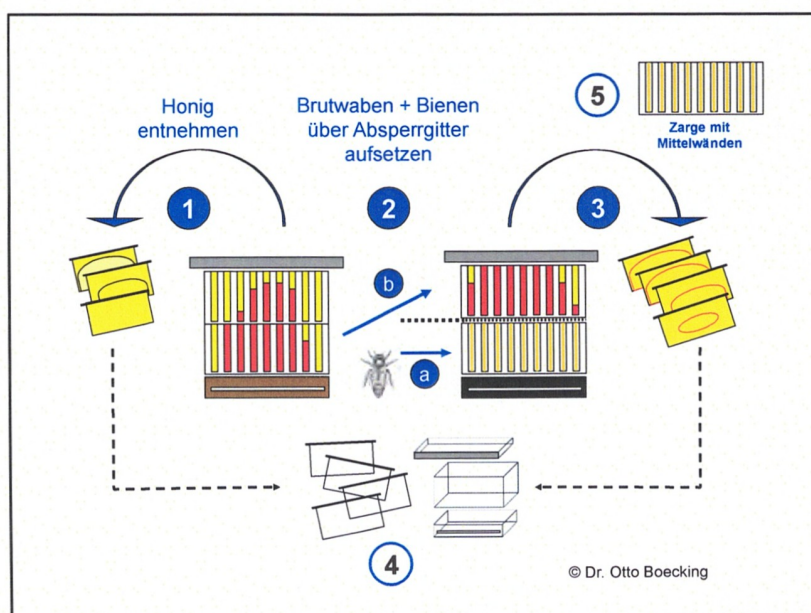 Honig
entnehmen
1
Brutwaben + Bienen
über Absperrgitter
aufsetzen
2
5
Zarge mit
Mittelwänden
3
b
a
4
© Dr. Otto Boecking